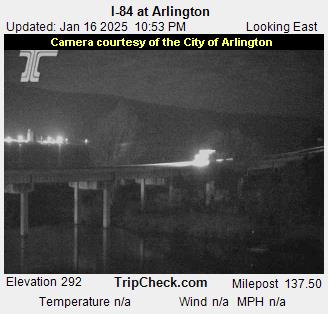 I-84 at Arlington
Updated: Jan 16 2025 10:53 PM Looking East
Camera courtesy of the City of Arlington
Elevation 292 TripCheck.com Milepost 137.50
Temperature n/a Wind n/a MPH n/a